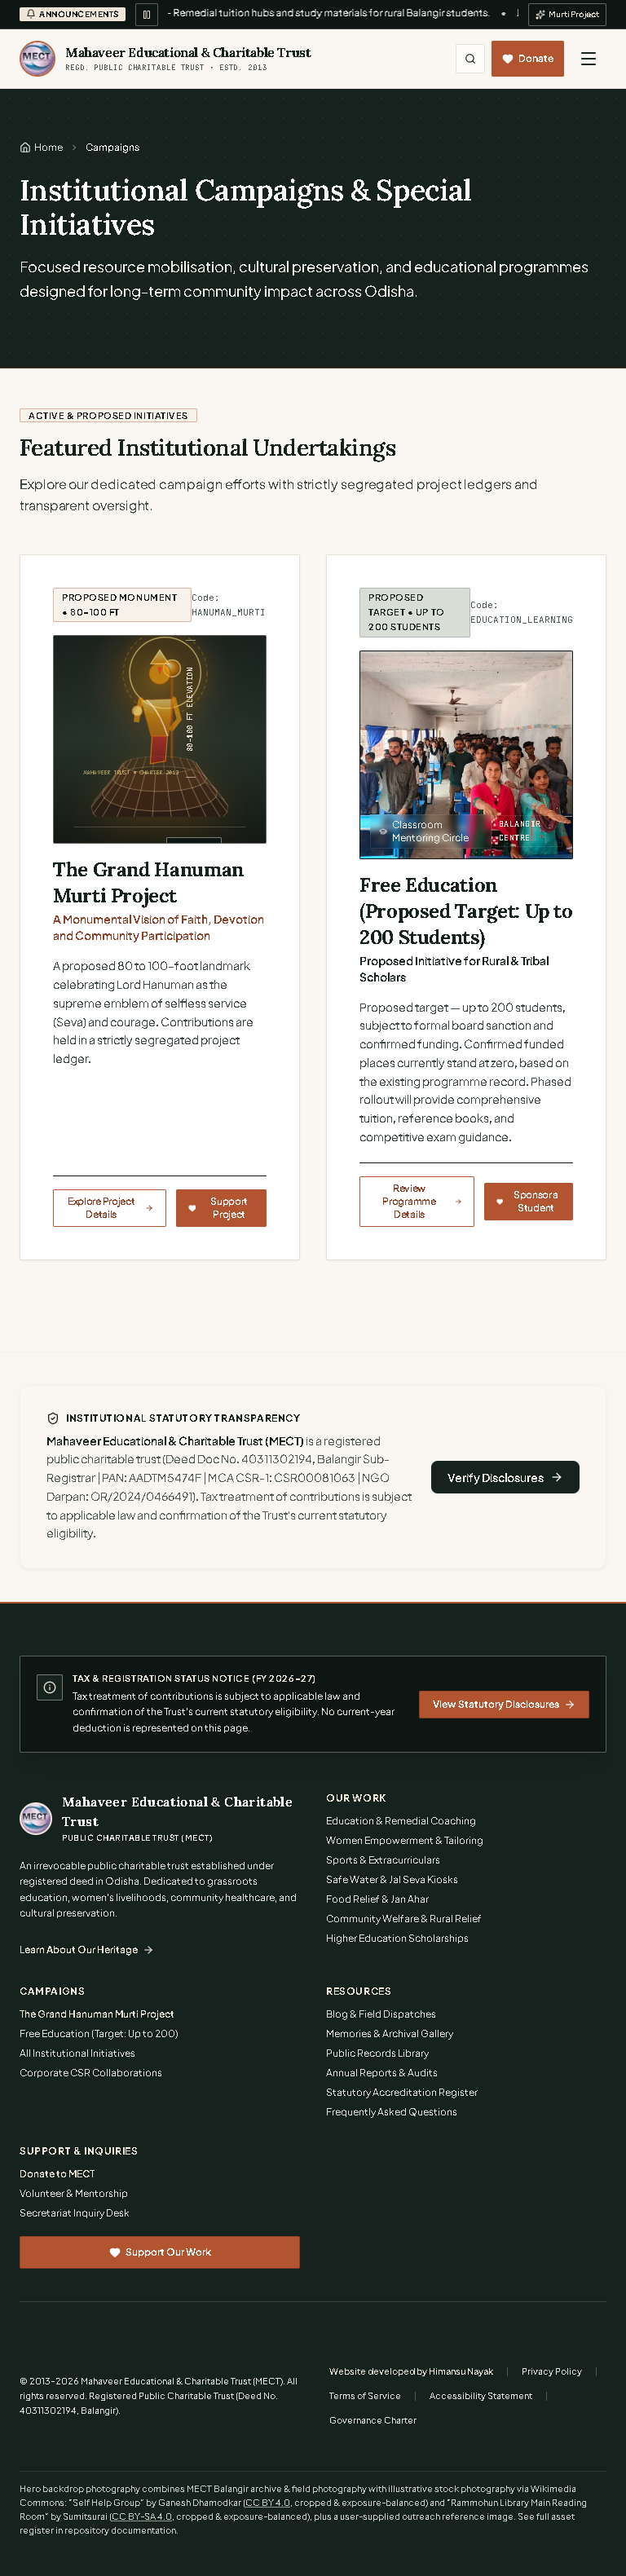 ANNOUNCEMENTS
- Remedial tuition hubs and study materials for rural Balangir students.
Murti Project
MECT
Mahaveer Educational & Charitable Trust
REGD. PUBLIC CHARITABLE TRUST • ESTD. 2013
Donate
Home > Campaigns
Institutional Campaigns & Special
Initiatives
Focused resource mobilisation, cultural preservation, and educational programmes
designed for long-term community impact across Odisha.
ACTIVE & PROPOSED INITIATIVES
Featured Institutional Undertakings
Explore our dedicated campaign efforts with strictly segregated project ledgers and
transparent oversight.
PROPOSED MONUMENT
• 80–100 FT
Code:
HANUMAN_MURTI
80-100 FT ELEVATION
MAHAVEER TRUST • CHARTER 2013
The Grand Hanuman
Murti Project
A Monumental Vision of Faith, Devotion
and Community Participation
A proposed 80 to 100-foot landmark
celebrating Lord Hanuman as the
supreme emblem of selfless service
(Seva) and courage. Contributions are
held in a strictly segregated project
ledger.
Explore Project
Details
Support
Project
PROPOSED
TARGET • UP TO
200 STUDENTS
Code:
EDUCATION_LEARNING
Classroom
Mentoring Circle
BALANGIR
CENTRE
Free Education
(Proposed Target: Up to
200 Students)
Proposed Initiative for Rural & Tribal
Scholars
Proposed target — up to 200 students,
subject to formal board sanction and
confirmed funding. Confirmed funded
places currently stand at zero, based on
the existing programme record. Phased
rollout will provide comprehensive
tuition, reference books, and
competitive exam guidance.
Review
Programme
Details
Sponsor a
Student
INSTITUTIONAL STATUTORY TRANSPARENCY
Mahaveer Educational & Charitable Trust (MECT) is a registered
public charitable trust (Deed Doc No. 40311302194, Balangir Sub-
Registrar | PAN: AADTM5474F | MCA CSR-1: CSR00081063 | NGO
Darpan: OR/2024/0466491). Tax treatment of contributions is subject
to applicable law and confirmation of the Trust's current statutory
eligibility.
Verify Disclosures
TAX & REGISTRATION STATUS NOTICE (FY 2026-27)
Tax treatment of contributions is subject to applicable law and
confirmation of the Trust's current statutory eligibility. No current-year
deduction is represented on this page.
View Statutory Disclosures
MECT
Mahaveer Educational & Charitable
Trust
PUBLIC CHARITABLE TRUST (MECT)
An irrevocable public charitable trust established under
registered deed in Odisha. Dedicated to grassroots
education, women's livelihoods, community healthcare, and
cultural preservation.
Learn About Our Heritage
OUR WORK
Education & Remedial Coaching
Women Empowerment & Tailoring
Sports & Extracurriculars
Safe Water & Jal Seva Kiosks
Food Relief & Jan Ahar
Community Welfare & Rural Relief
Higher Education Scholarships
CAMPAIGNS
The Grand Hanuman Murti Project
Free Education (Target: Up to 200)
All Institutional Initiatives
Corporate CSR Collaborations
RESOURCES
Blog & Field Dispatches
Memories & Archival Gallery
Public Records Library
Annual Reports & Audits
Statutory Accreditation Register
Frequently Asked Questions
SUPPORT & INQUIRIES
Donate to MECT
Volunteer & Mentorship
Secretariat Inquiry Desk
Support Our Work
© 2013-2026 Mahaveer Educational & Charitable Trust (MECT). All
rights reserved. Registered Public Charitable Trust (Deed No.
40311302194, Balangir).
Website developed by Himansu Nayak | Privacy Policy |
Terms of Service | Accessibility Statement |
Governance Charter
Hero backdrop photography combines MECT Balangir archive & field photography with illustrative stock photography via Wikimedia
Commons: "Self Help Group" by Ganesh Dhamodkar (CC BY 4.0, cropped & exposure-balanced) and "Rammohun Library Main Reading
Room" by Sumitsurai (CC BY-SA 4.0, cropped & exposure-balanced), plus a user-supplied outreach reference image. See full asset
register in repository documentation.